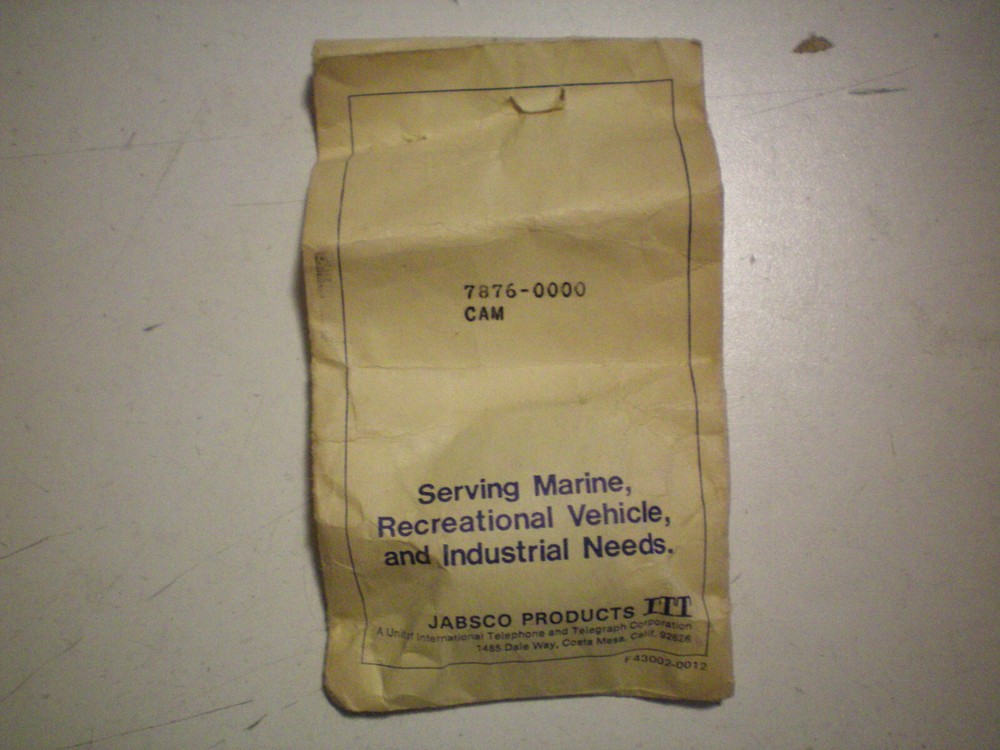 7876-0000
CAM
Serving Marine,
Recreational Vehicle,
and Industrial Needs.
JABSCO PRODUCTS ITT
A Unit of International Telephone and Telegraph Corporation
1485 Dale Way, Costa Mesa, Calif. 92626
F43002-0012